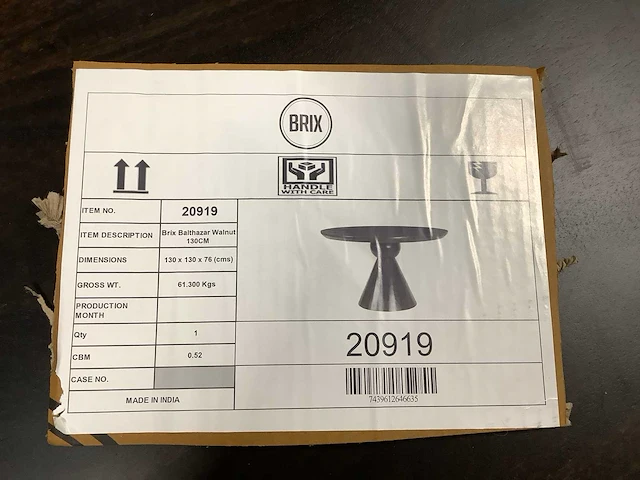 BRIX
HANDLE
WITH CARE
ITEM NO. 20919
ITEM DESCRIPTION Brix Balthazar Walnut
130CM
DIMENSIONS 130 x 130 x 76 (cms)
GROSS WT. 61.300 Kgs
PRODUCTION
MONTH
Qty 1
CBM 0.52
CASE NO.
MADE IN INDIA
20919
7439612646635